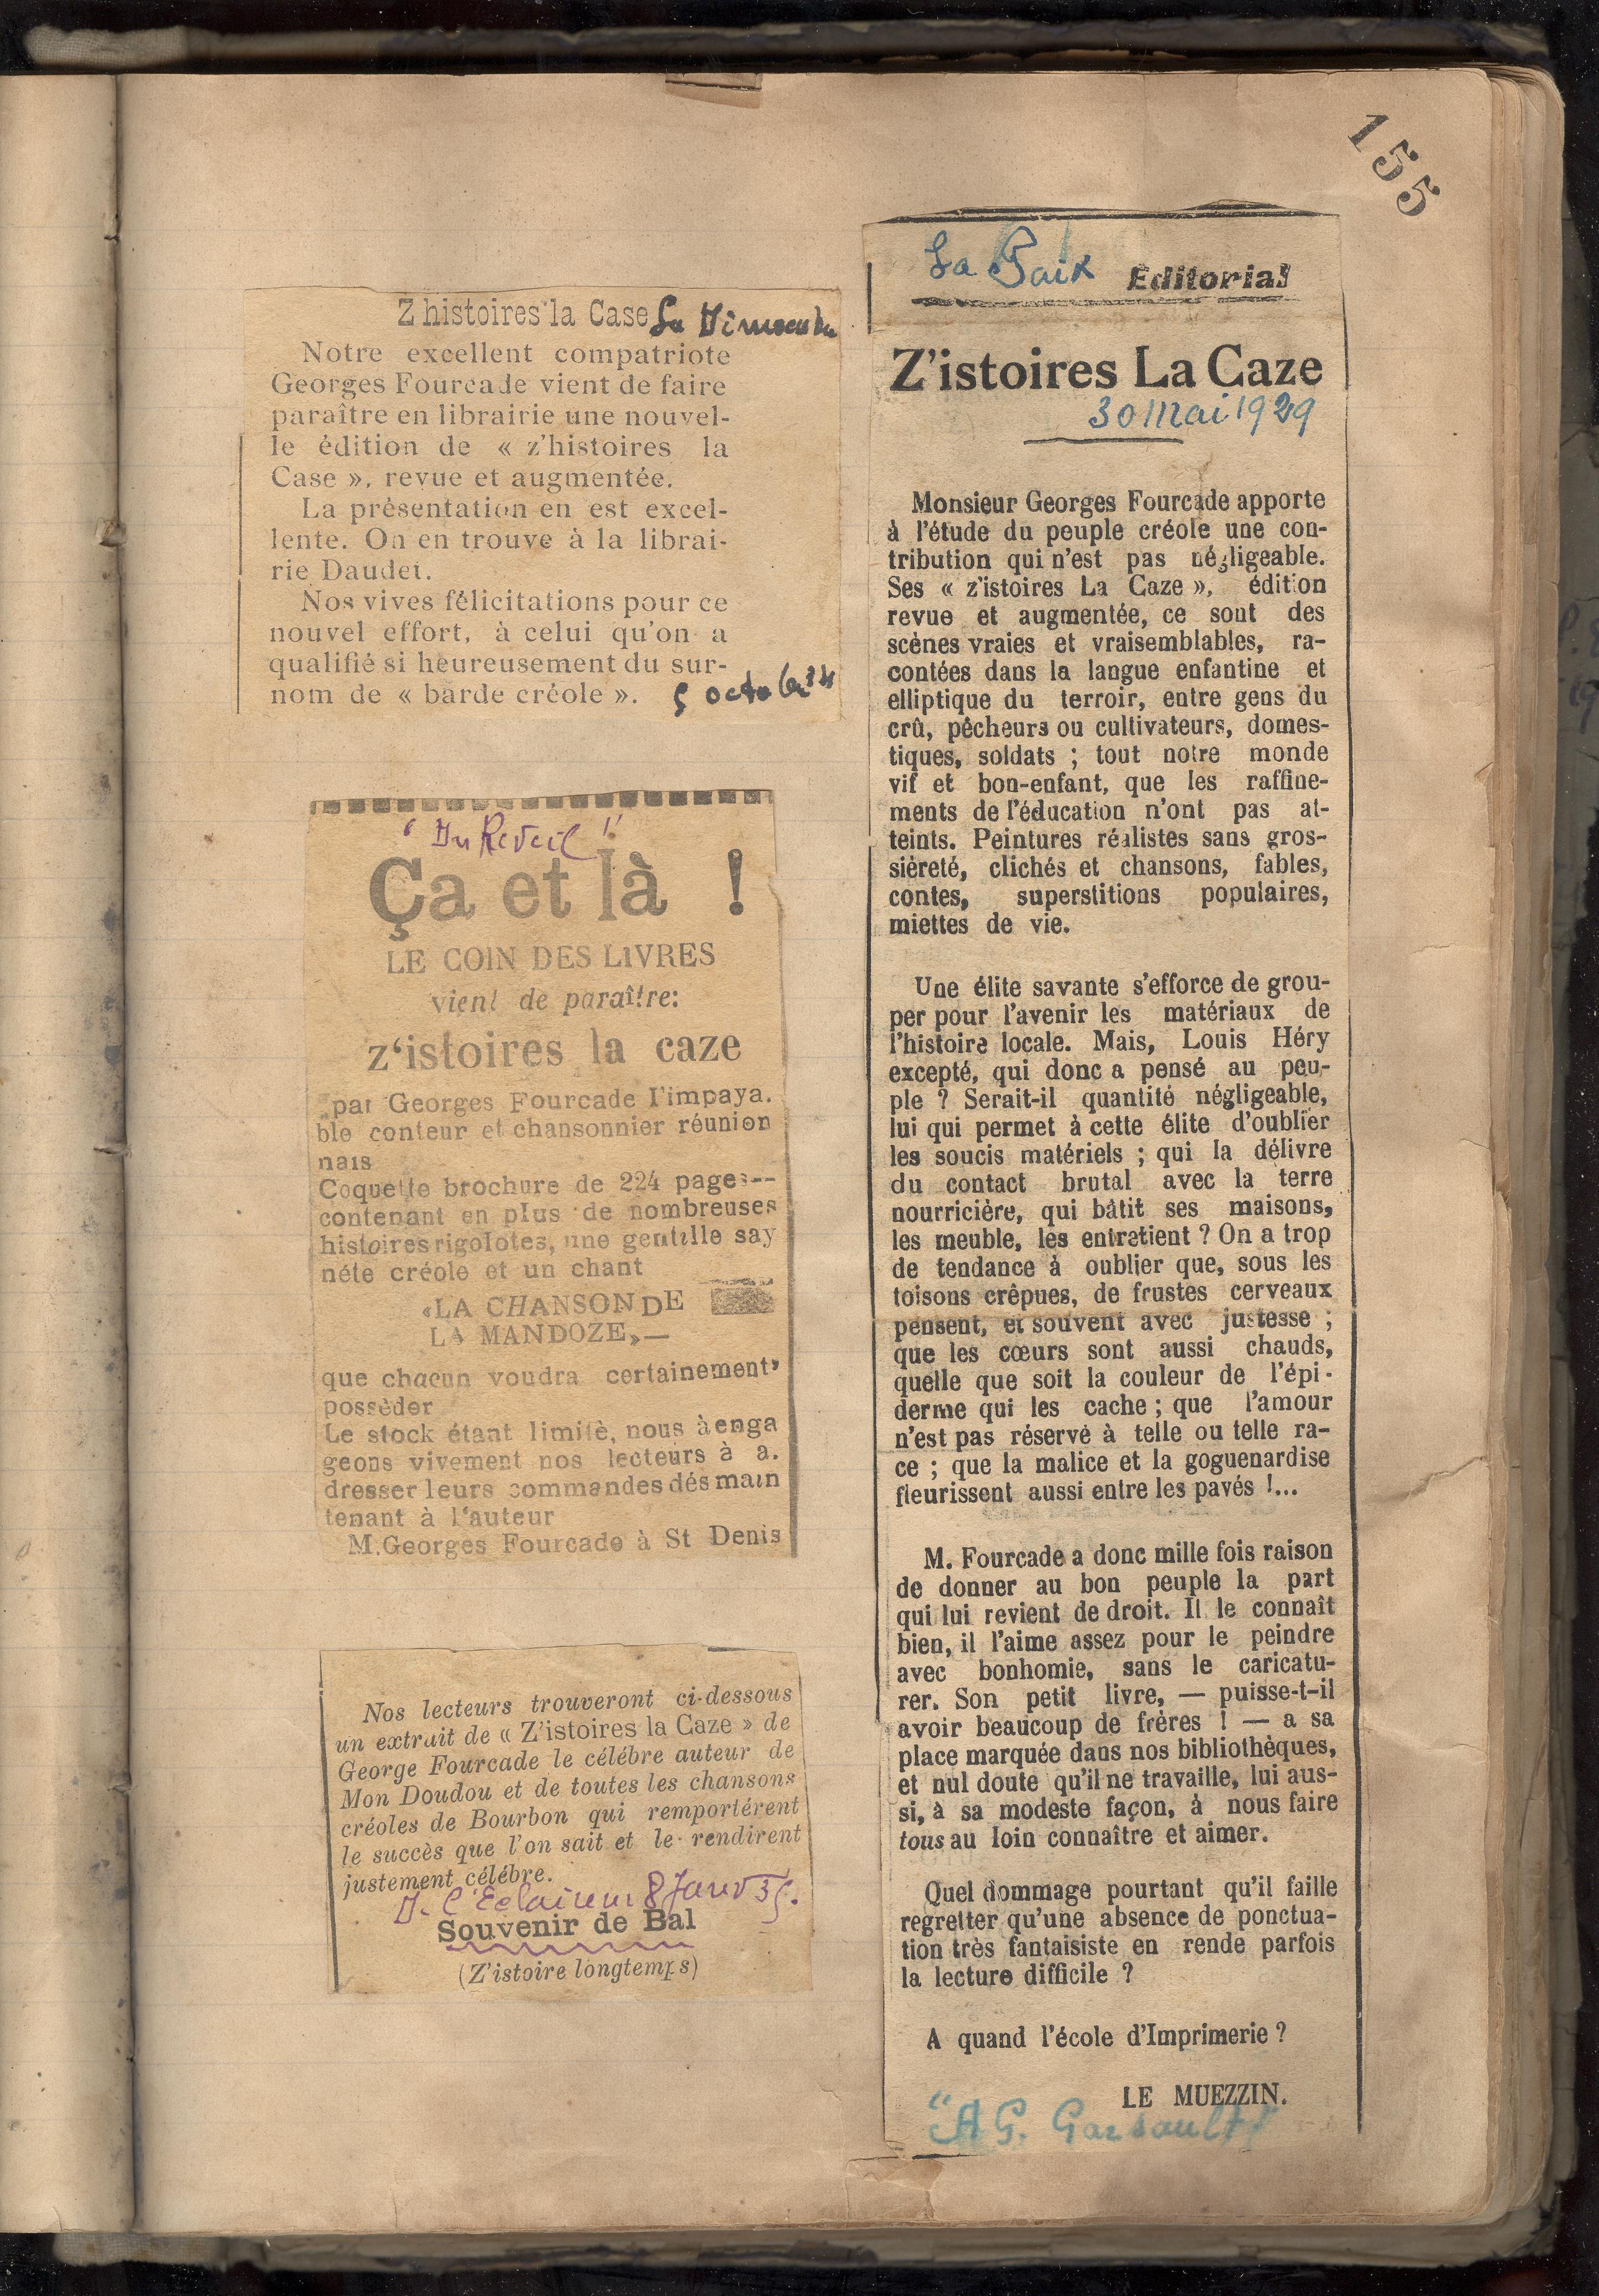 155
Z histoires la Case
Notre excellent compatriote
Georges Fourcade vient de faire
paraître en librairie une nouvel-
le édition de « z'histoires la
Case », revue et augmentée.
La présentation en est excel-
lente. On en trouve à la librai-
rie Daudet.
Nos vives félicitations pour ce
nouvel effort, à celui qu'on a
qualifié si heureusement du sur-
nom de « barde créole ».
5 octobre
"Du Reveil"
Ça et là !
LE COIN DES LIVRES
vient de paraître:
z‘istoires la caze
par Georges Fourcade l'impaya.
ble conteur et chansonnier réunion
nais
Coquette brochure de 224 pages--
contenant en plus de nombreuses
histoires rigolotes, une gentille say
néte créole et un chant
«LA CHANSON DE
LA MANDOZE»—
que chacun voudra certainement'
possèder
Le stock étant limitè, nous àenga
geons vivement nos lecteurs à a.
dresser leurs commandes dés main
tenant à l‘auteur
M.Georges Fourcade à St Denis
Nos lecteurs trouveront ci-dessous
un extrait de « Z'istoires la Caze » de
George Fourcade le célébre auteur de
Mon Doudou et de toutes les chansons
créoles de Bourbon qui remportérent
le succès que l'on sait et le rendirent
justement célébre.
De l'Eclaireur 8 Janv 35.
Souvenir de Bal
(Z'istoire longtemps)
La Paix Editorial
Z'istoires La Caze
30 Mai 1929
Monsieur Georges Fourcade apporte
à l'étude du peuple créole une con-
tribution qui n'est pas négligeable.
Ses « z'istoires La Caze », édition
revue et augmentée, ce sont des
scènes vraies et vraisemblables, ra-
contées dans la langue enfantine et
elliptique du terroir, entre gens du
crû, pêcheurs ou cultivateurs, domes-
tiques, soldats ; tout notre monde
vif et bon-enfant, que les raffine-
ments de l'éducation n'ont pas at-
teints. Peintures réalistes sans gros-
sièreté, clichés et chansons, fables,
contes, superstitions populaires,
miettes de vie.
Une élite savante s'efforce de grou-
per pour l'avenir les matériaux de
l'histoire locale. Mais, Louis Héry
excepté, qui donc a pensé au peu-
ple ? Serait-il quantité négligeable,
lui qui permet à cette élite d'oublier
les soucis matériels ; qui la délivre
du contact brutal avec la terre
nourricière, qui bâtit ses maisons,
les meuble, les entretient ? On a trop
de tendance à oublier que, sous les
toisons crêpues, de frustes cerveaux
pensent, et souvent avec justesse ;
que les cœurs sont aussi chauds,
quelle que soit la couleur de l'épi-
derme qui les cache ; que l'amour
n'est pas réservé à telle ou telle ra-
ce ; que la malice et la goguenardise
fleurissent aussi entre les pavés !...
M. Fourcade a donc mille fois raison
de donner au bon peuple la part
qui lui revient de droit. Il le connaît
bien, il l'aime assez pour le peindre
avec bonhomie, sans le caricatu-
rer. Son petit livre, — puisse-t-il
avoir beaucoup de frères ! — a sa
place marquée dans nos bibliothèques,
et nul doute qu'il ne travaille, lui aus-
si, à sa modeste façon, à nous faire
tous au loin connaître et aimer.
Quel dommage pourtant qu'il faille
regretter qu'une absence de ponctua-
tion très fantaisiste en rende parfois
la lecture difficile ?
A quand l'école d'Imprimerie ?
LE MUEZZIN.
"A G. Garsault"